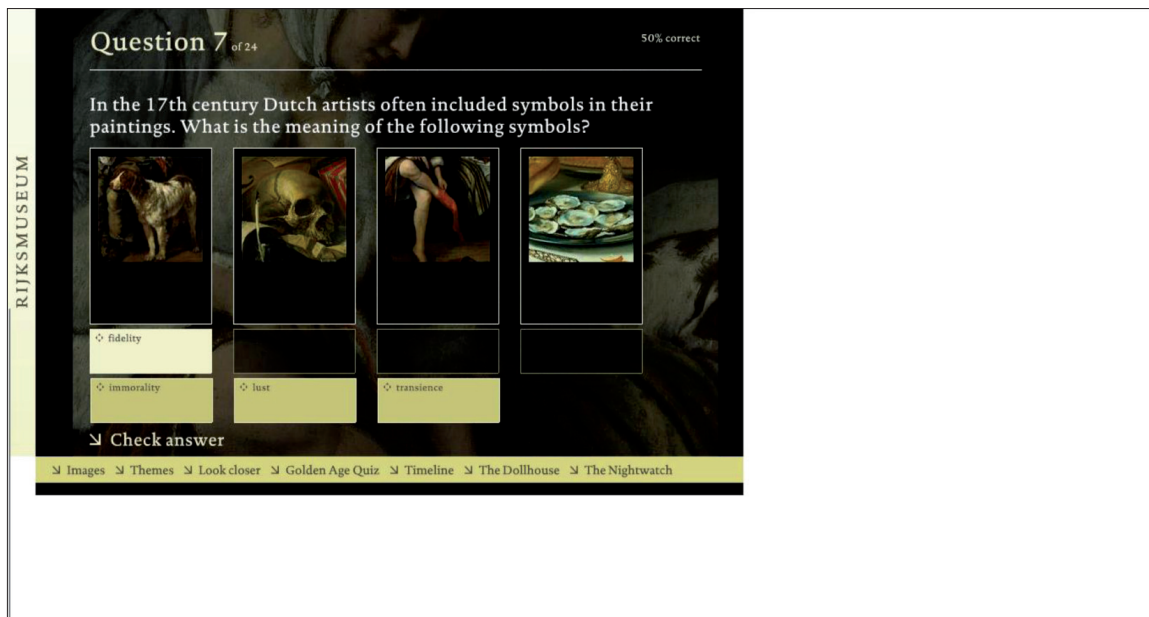 RIJKSMUSEUM
Question 7 of 24
50% correct
In the 17th century Dutch artists often included symbols in their
paintings. What is the meaning of the following symbols?
fidelity
immorality
lust
transience
Check answer
Images Themes Look closer Golden Age Quiz Timeline The Dollhouse The Nightwatch